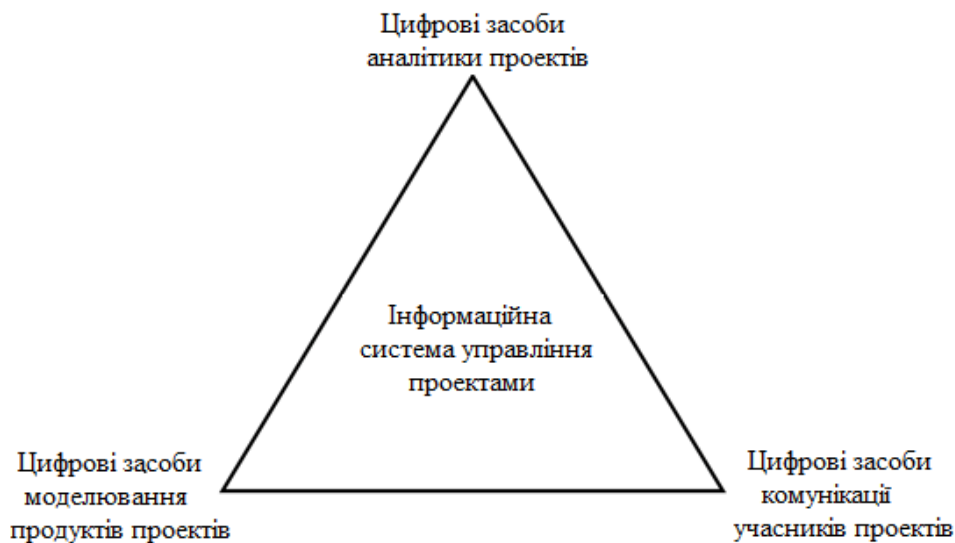 Цифрові засоби
аналітики проектів
Інформаційна
система управління
проектами
Цифрові засоби
моделювання
продуктів проектів
Цифрові засоби
комунікації
учасників проектів